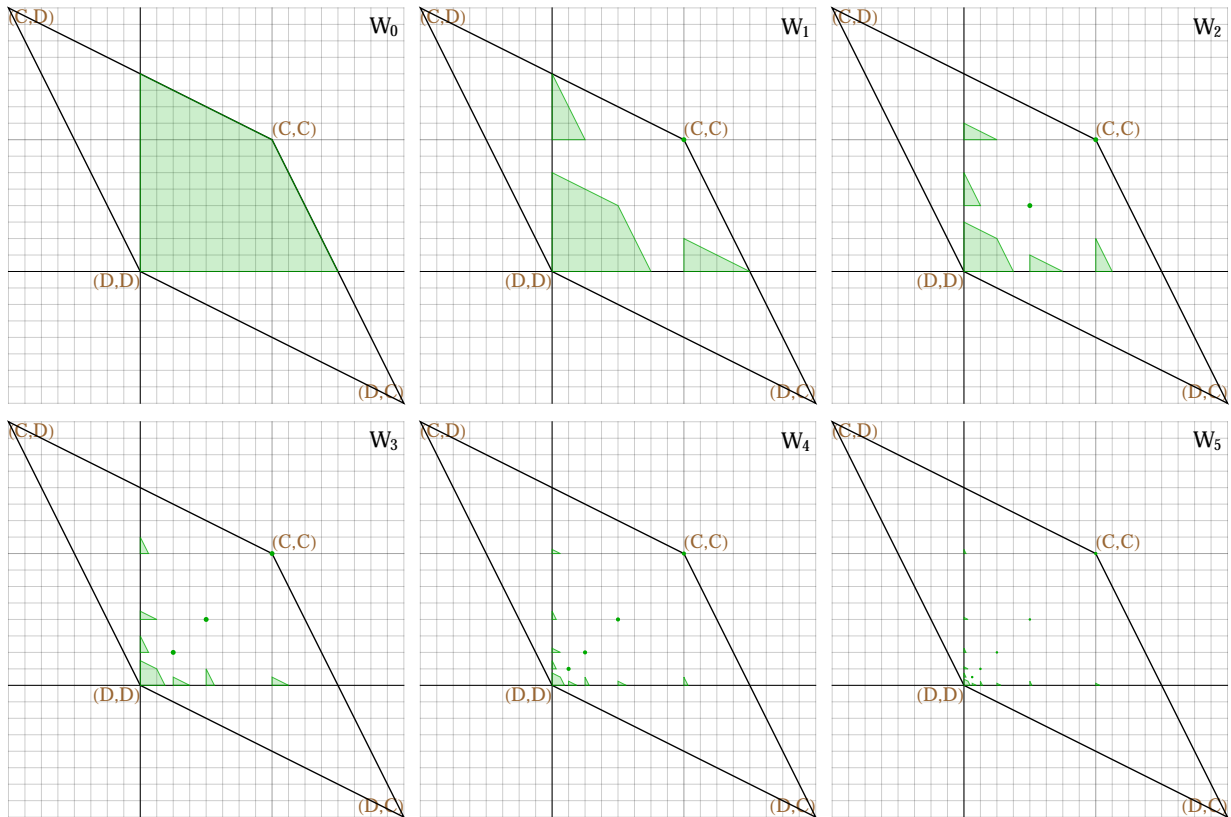 (C,D)
W₀
(C,C)
(D,D)
(D,C)
(C,D)
W₁
(C,C)
(D,D)
(D,C)
(C,D)
W₂
(C,C)
(D,D)
(D,C)
(C,D)
W₃
(C,C)
(D,D)
(D,C)
(C,D)
W₄
(C,C)
(D,D)
(D,C)
(C,D)
W₅
(C,C)
(D,D)
(D,C)